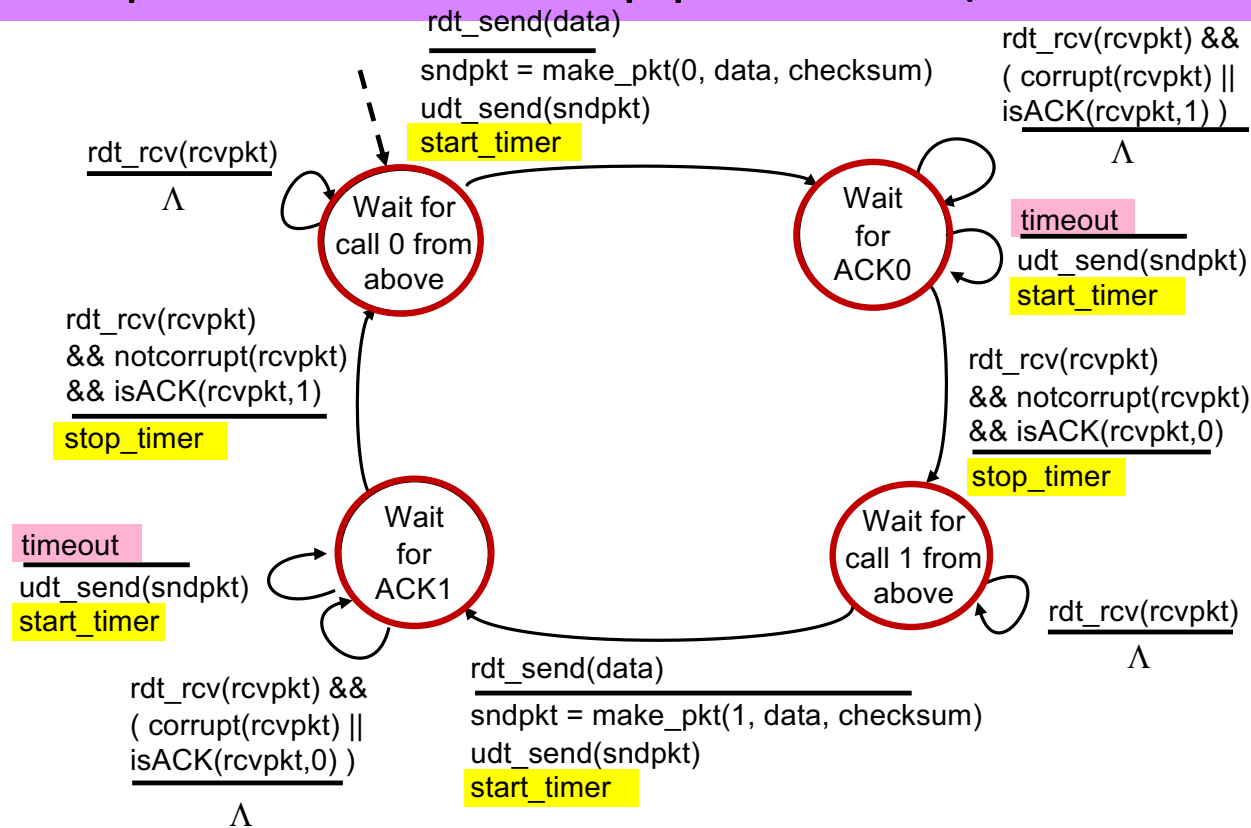 rdt_send(data)
sndpkt = make_pkt(0, data, checksum)
udt_send(sndpkt)
start_timer
rdt_rcv(rcvpkt) &&
( corrupt(rcvpkt) ||
isACK(rcvpkt,1) )
Λ
rdt_rcv(rcvpkt)
Λ
Wait for
call 0 from
above
Wait
for
ACK0
timeout
udt_send(sndpkt)
start_timer
rdt_rcv(rcvpkt)
&& notcorrupt(rcvpkt)
&& isACK(rcvpkt,1)
stop_timer
rdt_rcv(rcvpkt)
&& notcorrupt(rcvpkt)
&& isACK(rcvpkt,0)
stop_timer
Wait
for
ACK1
Wait for
call 1 from
above
timeout
udt_send(sndpkt)
start_timer
rdt_rcv(rcvpkt)
Λ
rdt_rcv(rcvpkt) &&
( corrupt(rcvpkt) ||
isACK(rcvpkt,0) )
Λ
rdt_send(data)
sndpkt = make_pkt(1, data, checksum)
udt_send(sndpkt)
start_timer